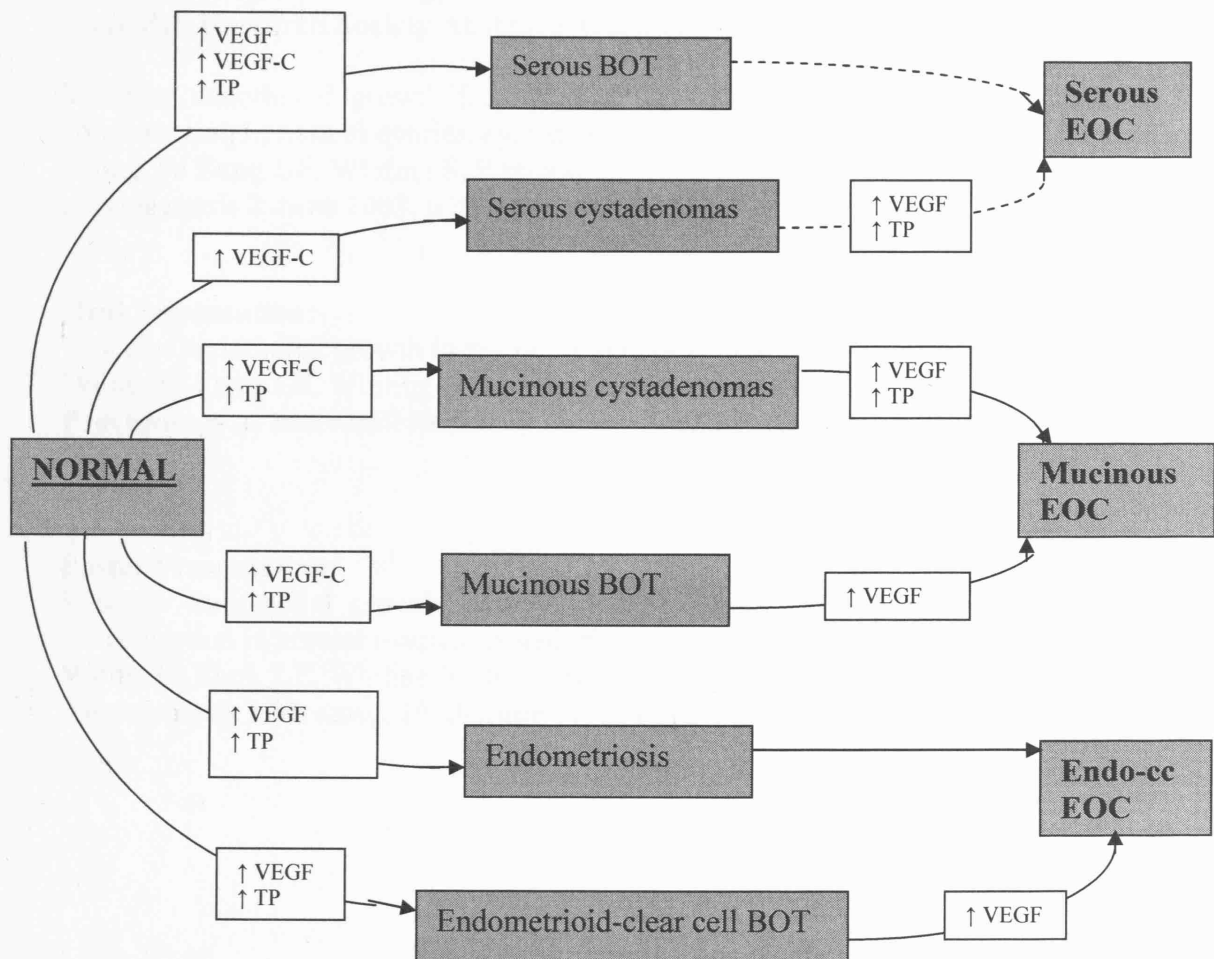 ↑ VEGF
↑ VEGF-C
↑ TP
Serous BOT
Serous
EOC
↑ VEGF-C
Serous cystadenomas
↑ VEGF
↑ TP
↑ VEGF-C
↑ TP
Mucinous cystadenomas
↑ VEGF
↑ TP
NORMAL
Mucinous
EOC
↑ VEGF-C
↑ TP
Mucinous BOT
↑ VEGF
↑ VEGF
↑ TP
Endometriosis
Endo-cc
EOC
↑ VEGF
↑ TP
Endometrioid-clear cell BOT
↑ VEGF